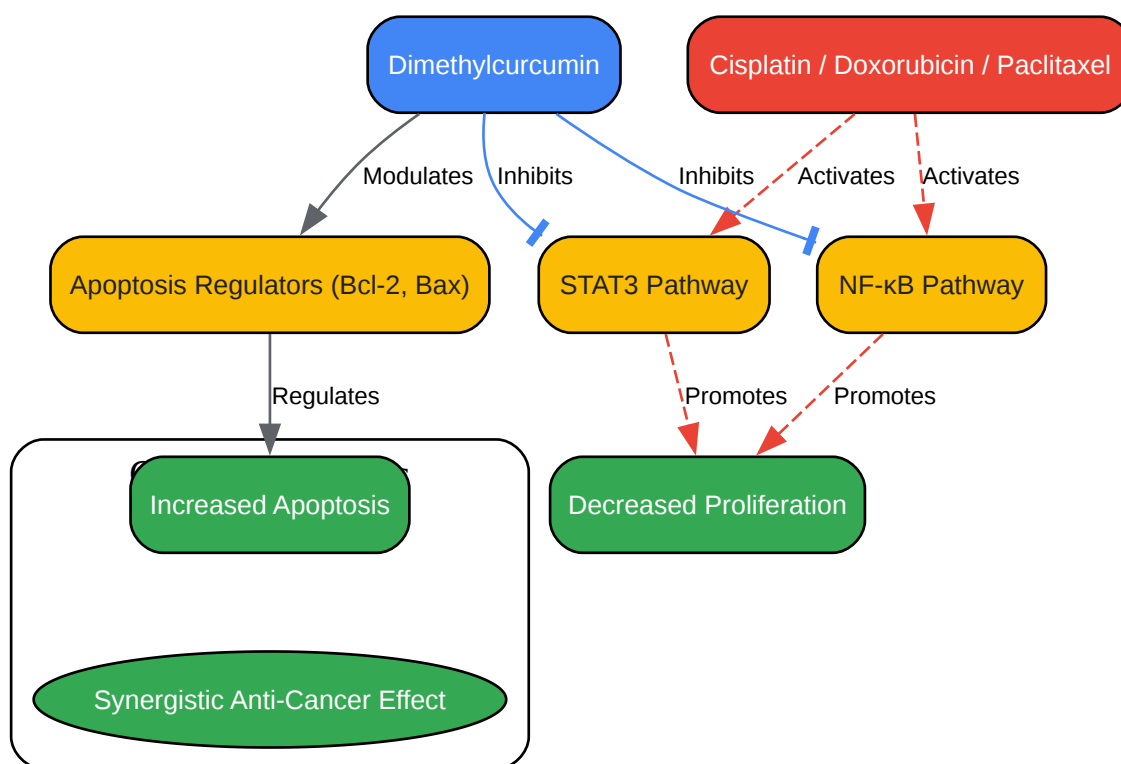 Dimethylcurcumin
Cisplatin / Doxorubicin / Paclitaxel
Modulates
Inhibits
Inhibits
Activates
Activates
Apoptosis Regulators (Bcl-2, Bax)
STAT3 Pathway
NF-κB Pathway
Regulates
Promotes
Promotes
Increased Apoptosis
Decreased Proliferation
Synergistic Anti-Cancer Effect